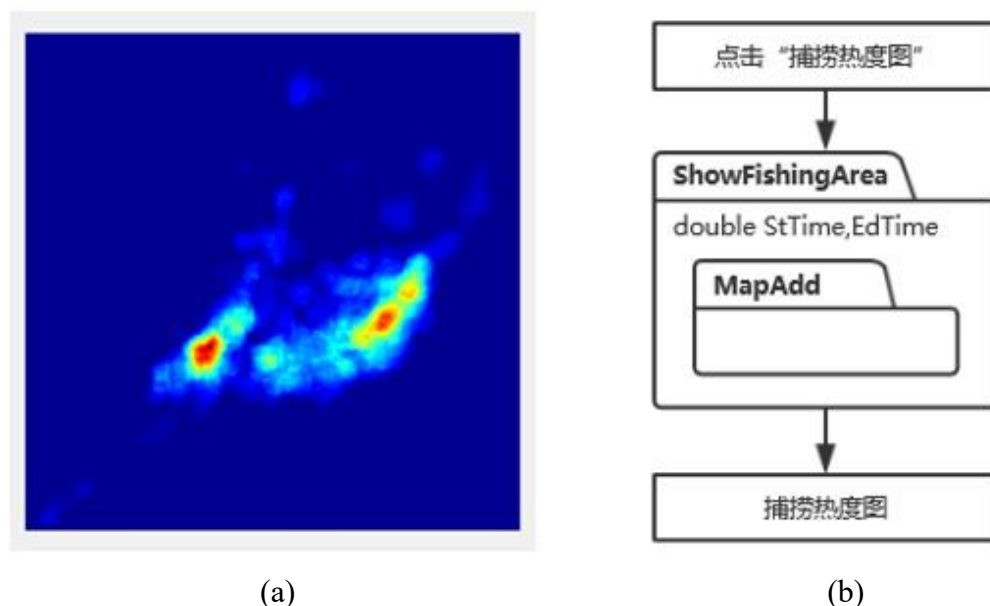 点击 “捕捞热度图”
ShowFishingArea
double StTime,EdTime
MapAdd
捕捞热度图
(a)
(b)